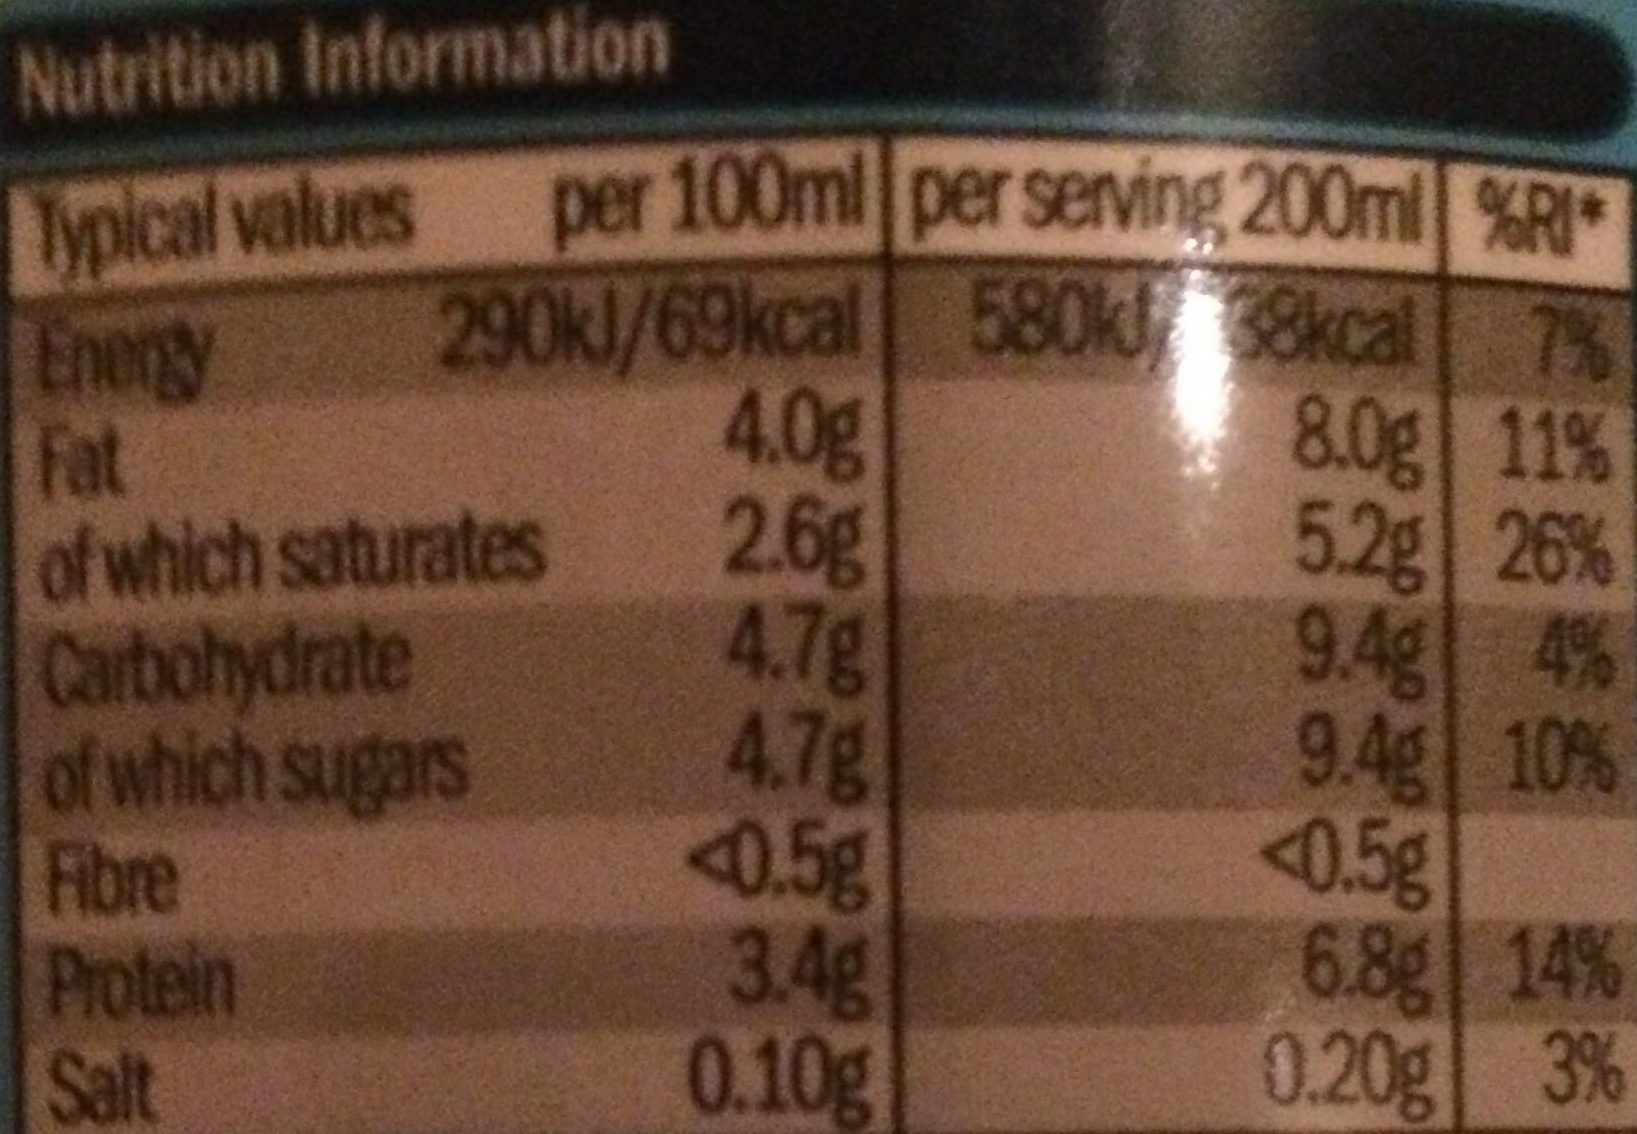 Nutrition Information
Typical values per 100ml per serving 200ml %RI*
Energy 290kJ/69kcal 580kJ/ 38kcal 7%
Fat 4.0g 8.0g 11%
of which saturates 2.6g 5.2g 26%
Carbohydrate 4.7g 9.4g 4%
of which sugars 4.7g 9.4g 10%
Fibre <0.5g <0.5g
Protein 3.4g 6.8g 14%
Salt 0.10g 0.20g 3%